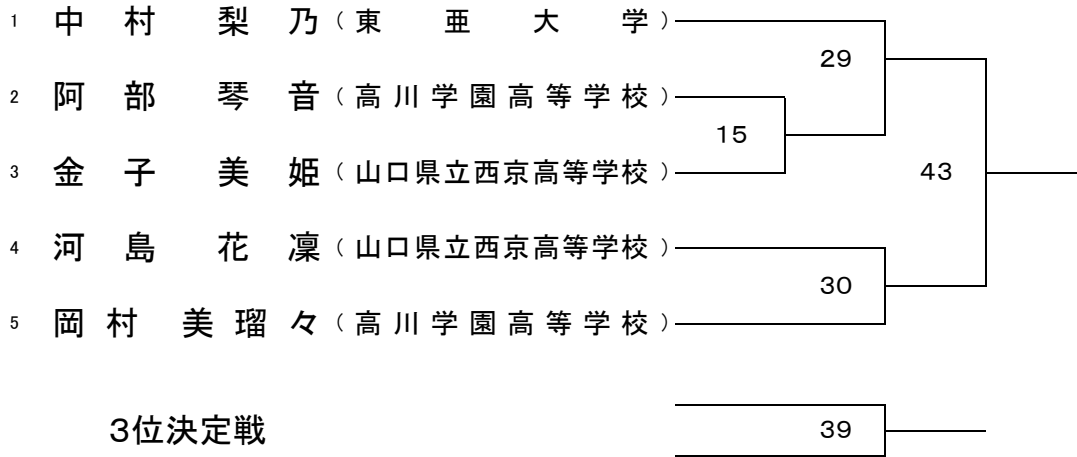 1 中村 梨乃 (東亜大学)
29
2 阿部 琴音 (高川学園高等学校)
15
3 金子 美姫 (山口県立西京高等学校)
43
4 河島 花凜 (山口県立西京高等学校)
30
5 岡村 美瑠々 (高川学園高等学校)
3位決定戦 39